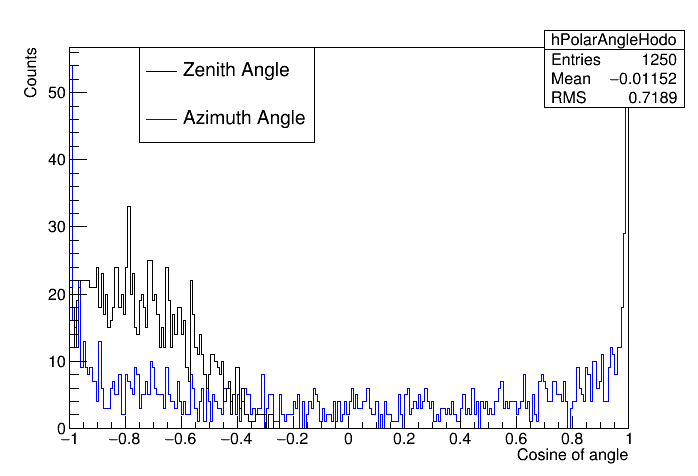 hPolarAngleHodo
Entries 1250
Mean −0.01152
RMS 0.7189
Counts
Zenith Angle
Azimuth Angle
50
40
30
20
10
0
−1 −0.8 −0.6 −0.4 −0.2 0 0.2 0.4 0.6 0.8 1
Cosine of angle